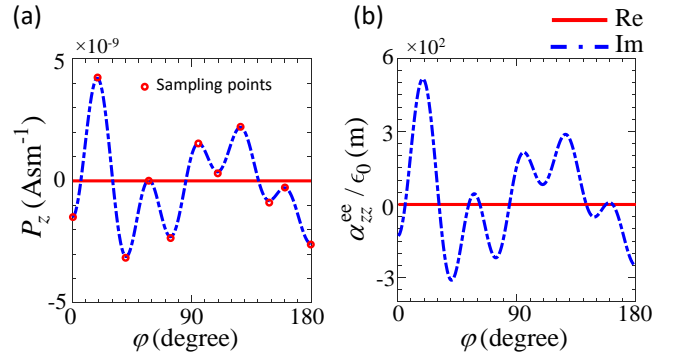 (a)
×10⁻⁹
5
0
-5
P_z (Asm⁻¹)
Sampling points
0 90 180
φ (degree)
(b)
Re
Im
×10²
6
3
0
-3
α_zz^ee / ϵ₀ (m)
0 90 180
φ (degree)